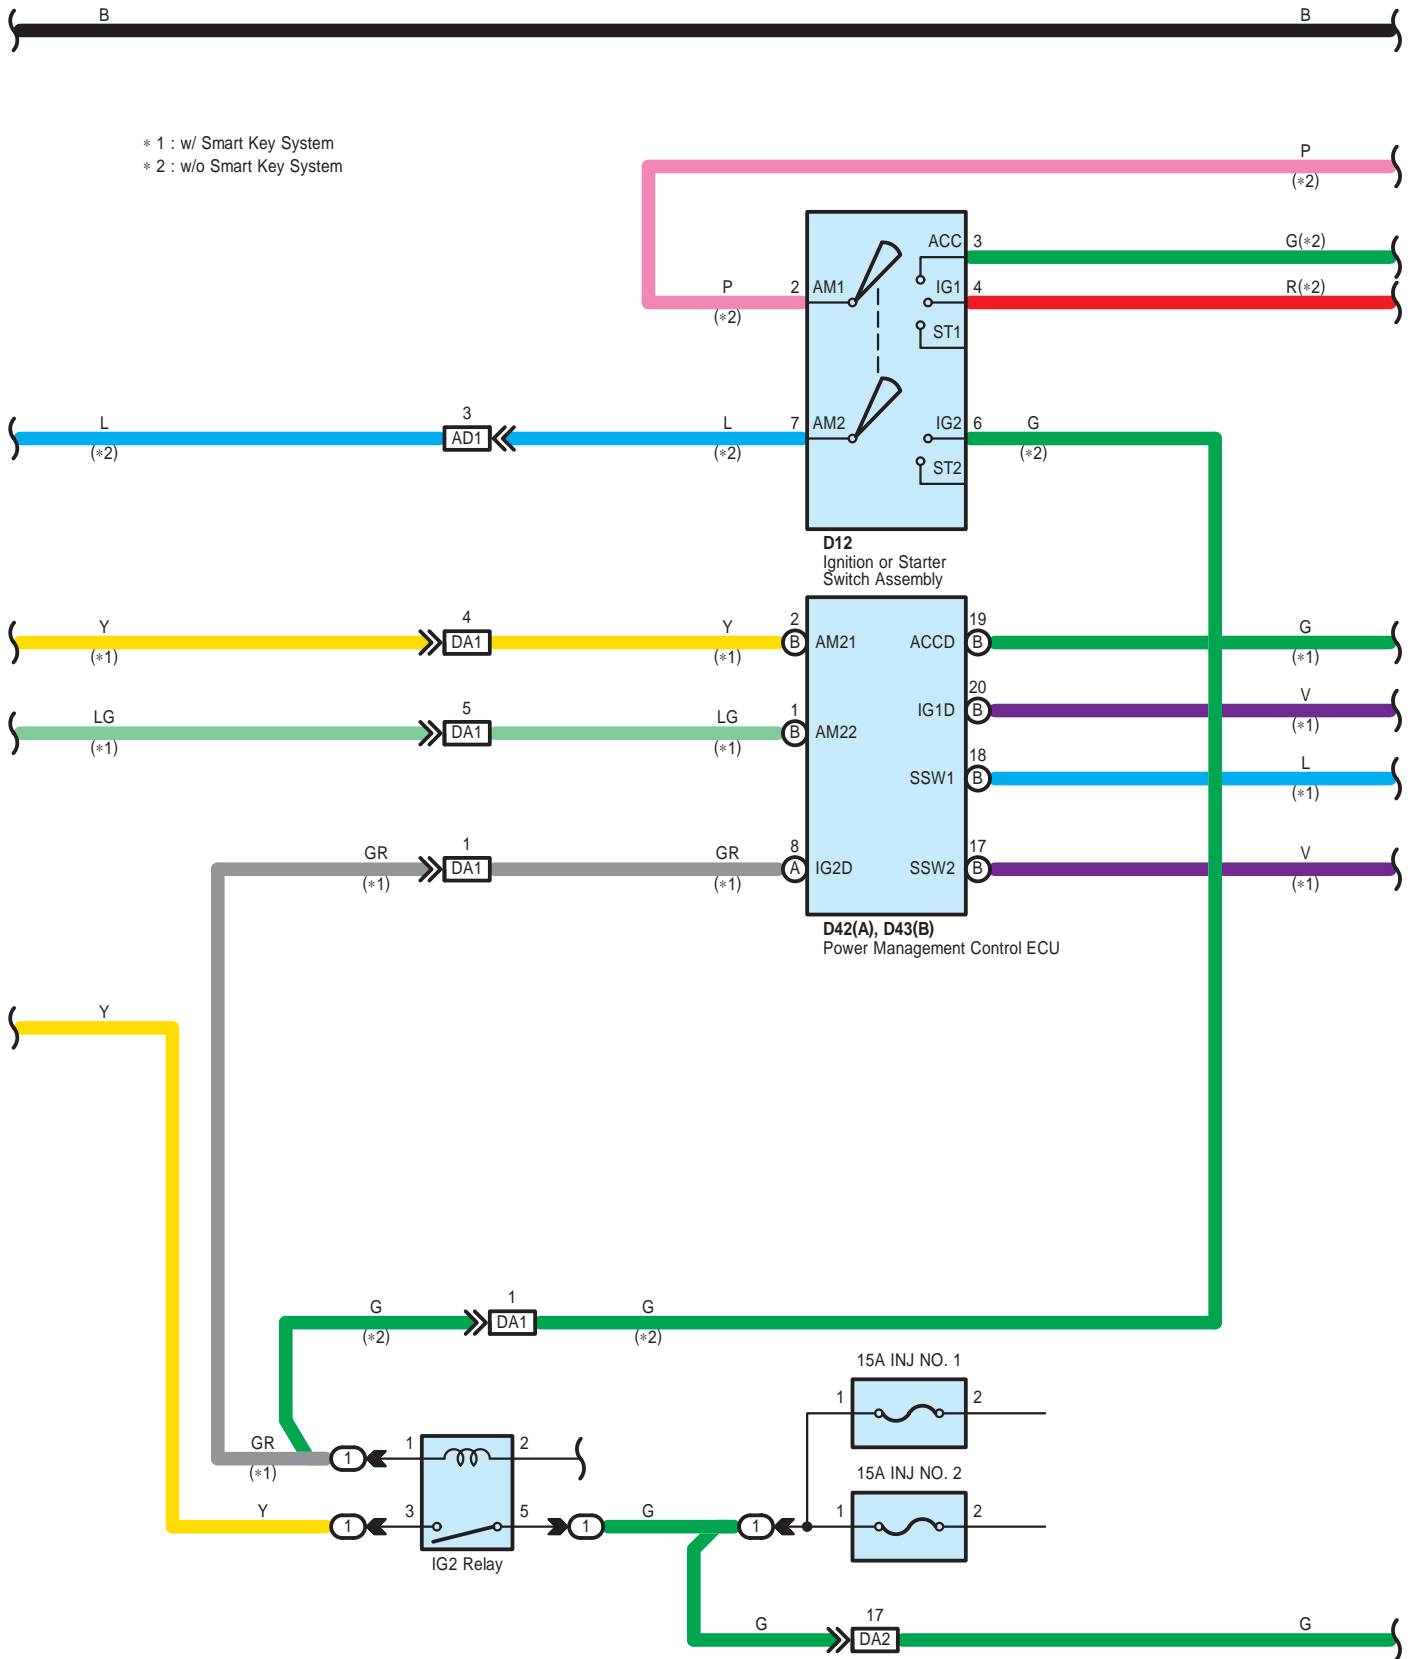 B B
∗ 1 : w/ Smart Key System
∗ 2 : w/o Smart Key System
P
(∗2)
ACC 3 G(∗2)
P 2 AM1 IG1 4 R(∗2)
(∗2)
ST1
3
L AD1 L 7 AM2 IG2 6 G
(∗2) (∗2) (∗2)
ST2
D12
Ignition or Starter
Switch Assembly
4 2 19
Y DA1 Y B AM21 ACCD B G
(∗1) (∗1) (∗1)
20
IG1D B V
(∗1)
5 1
LG DA1 LG B AM22
(∗1) (∗1)
18
SSW1 B L
(∗1)
1 8 17
GR DA1 GR A IG2D SSW2 B V
(∗1) (∗1) (∗1)
D42(A), D43(B)
Power Management Control ECU
Y
1
G DA1 G
(∗2) (∗2)
15A INJ NO. 1
1 2
GR 1 1 2
(∗1)
15A INJ NO. 2
Y 1 3 5 1 G 1 1 2
IG2 Relay
17
G DA2 G